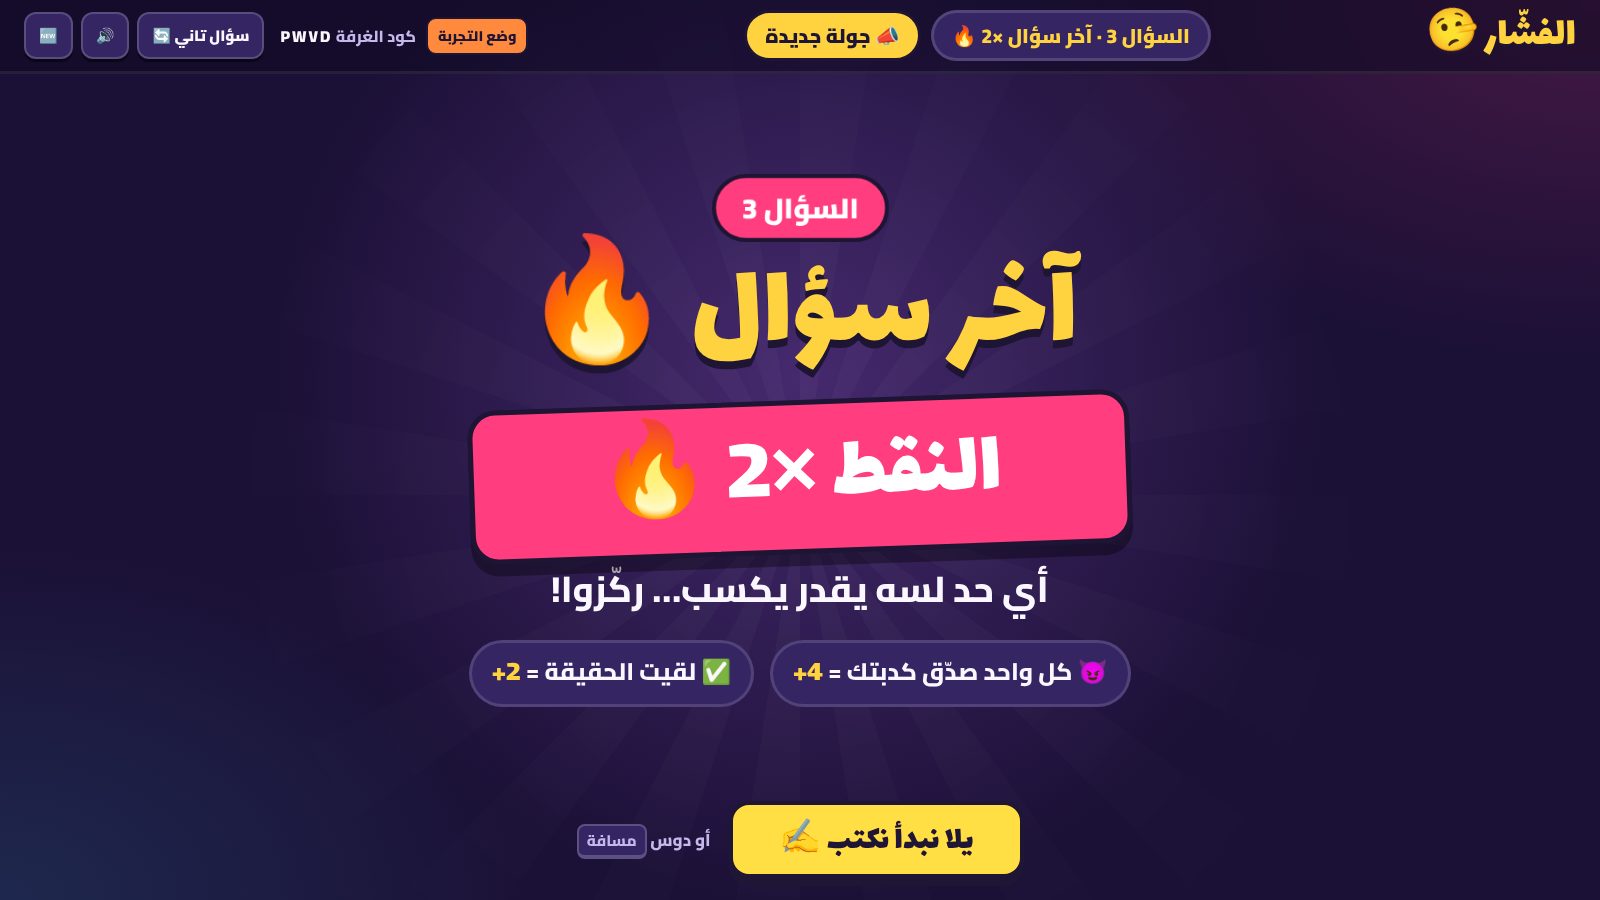 الفشّار 🤨
السؤال 3 · آخر سؤال ×2 🔥
📣 جولة جديدة
وضع التجربة
كود الغرفة PWVD
سؤال تاني 🔄
🔊
🆕
السؤال 3
آخر سؤال 🔥
النقط ×2 🔥
أي حد لسه يقدر يكسب... ركّزوا!
😈 كل واحد صدّق كدبتك = 4+
✅ لقيت الحقيقة = 2+
يلا نبدأ نكتب ✍️
أو دوس مسافة